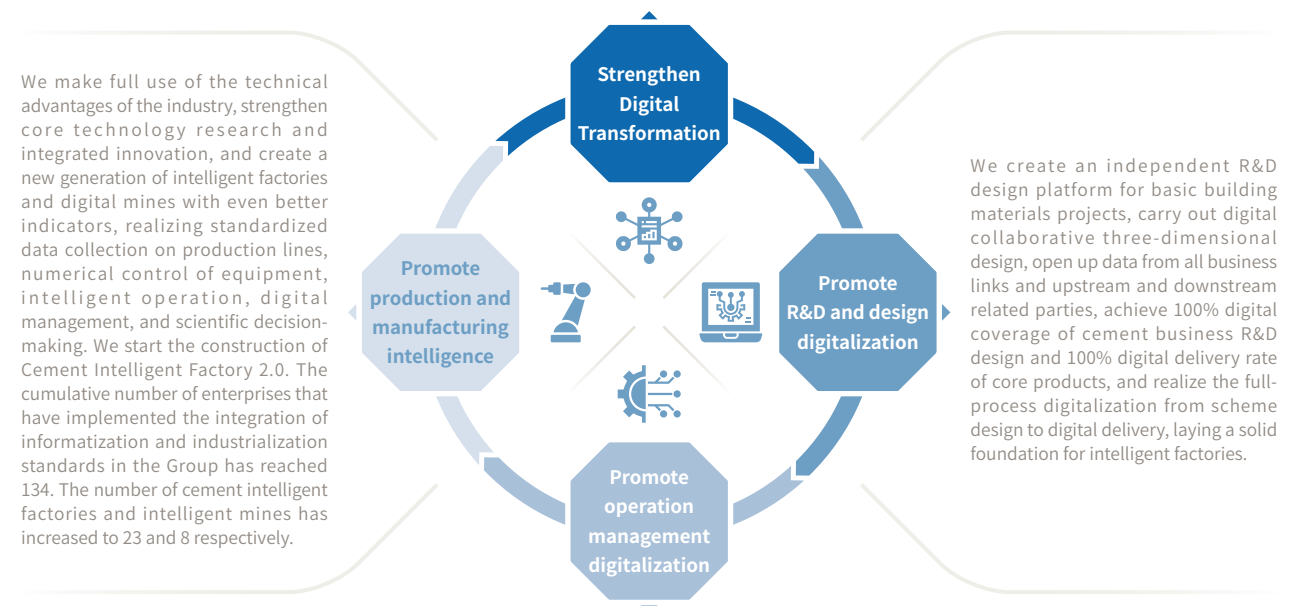 Strengthen
Digital
Transformation
We make full use of the technical
advantages of the industry, strengthen
core technology research and
integrated innovation, and create a
new generation of intelligent factories
and digital mines with even better
indicators, realizing standardized
data collection on production lines,
numerical control of equipment,
intelligent operation, digital
management, and scientific decision-
making. We start the construction of
Cement Intelligent Factory 2.0. The
cumulative number of enterprises that
have implemented the integration of
informatization and industrialization
standards in the Group has reached
134. The number of cement intelligent
factories and intelligent mines has
increased to 23 and 8 respectively.
Promote
production and
manufacturing
intelligence
Promote
R&D and design
digitalization
We create an independent R&D
design platform for basic building
materials projects, carry out digital
collaborative three-dimensional
design, open up data from all business
links and upstream and downstream
related parties, achieve 100% digital
coverage of cement business R&D
design and 100% digital delivery rate
of core products, and realize the full-
process digitalization from scheme
design to digital delivery, laying a solid
foundation for intelligent factories.
Promote
operation
management
digitalization